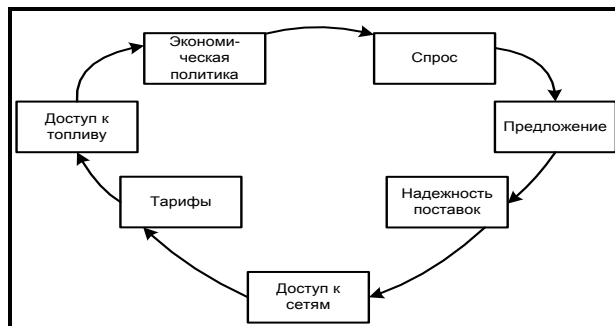 Экономи-
ческая
политика
Спрос
Доступ к
топливу
Предложение
Тарифы
Надежность
поставок
Доступ к
сетям